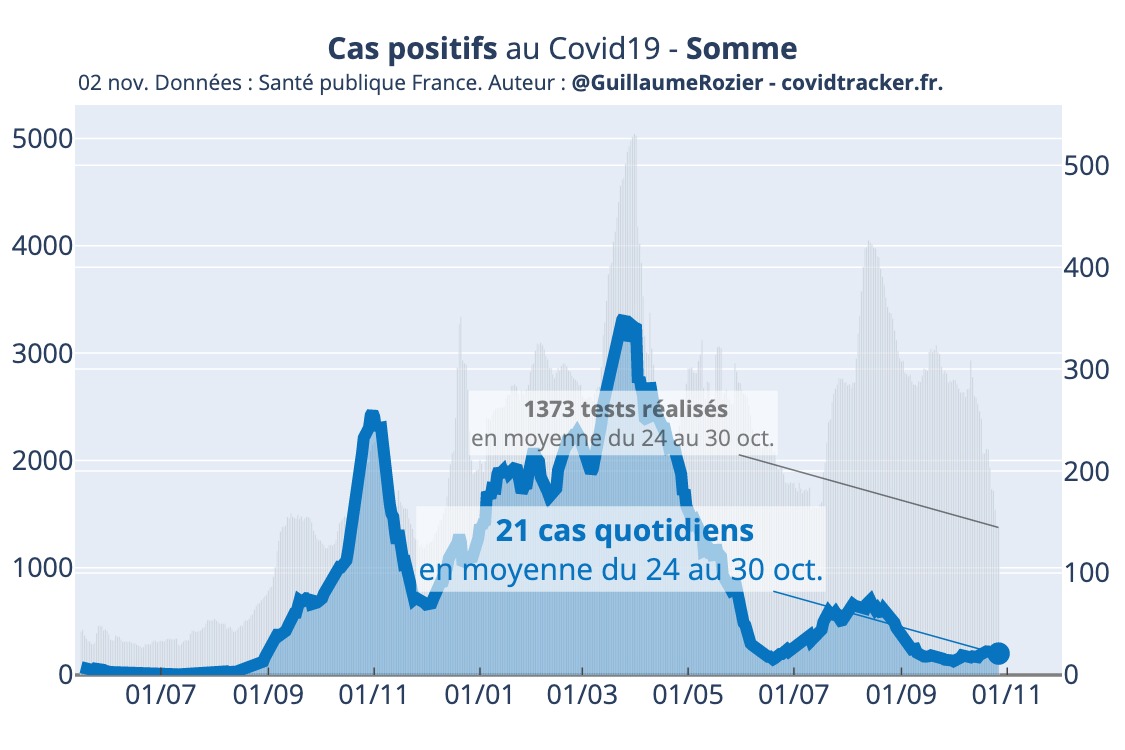 Cas positifs au Covid19 - Somme
02 nov. Données : Santé publique France. Auteur : @GuillaumeRozier - covidtracker.fr.
5000
500
4000
400
3000
300
1373 tests réalisés
en moyenne du 24 au 30 oct.
2000
200
21 cas quotidiens
en moyenne du 24 au 30 oct.
1000
100
0
0
01/07 01/09 01/11 01/01 01/03 01/05 01/07 01/09 01/11